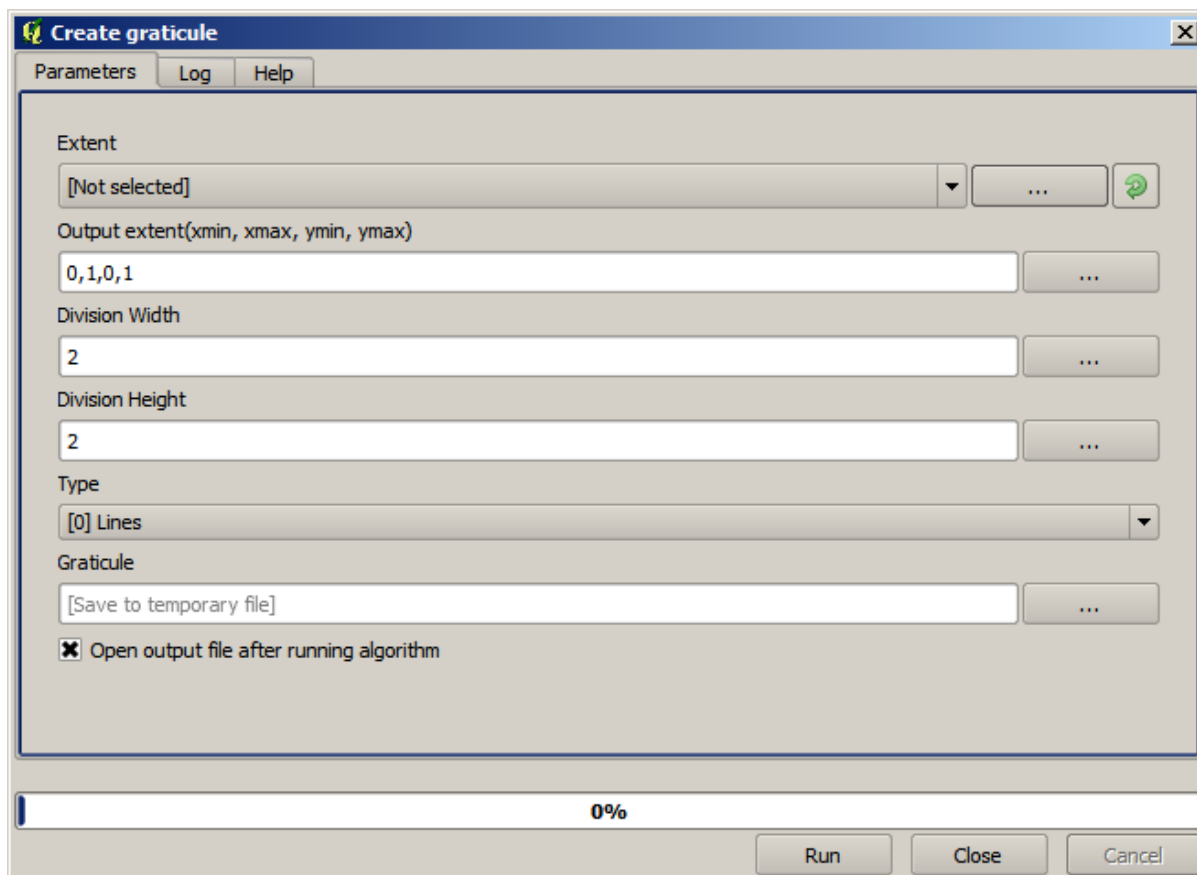 Create graticule
Parameters Log Help
Extent
[Not selected] ...
Output extent(xmin, xmax, ymin, ymax)
0,1,0,1 ...
Division Width
2 ...
Division Height
2 ...
Type
[0] Lines
Graticule
[Save to temporary file] ...
Open output file after running algorithm
0%
Run Close Cancel